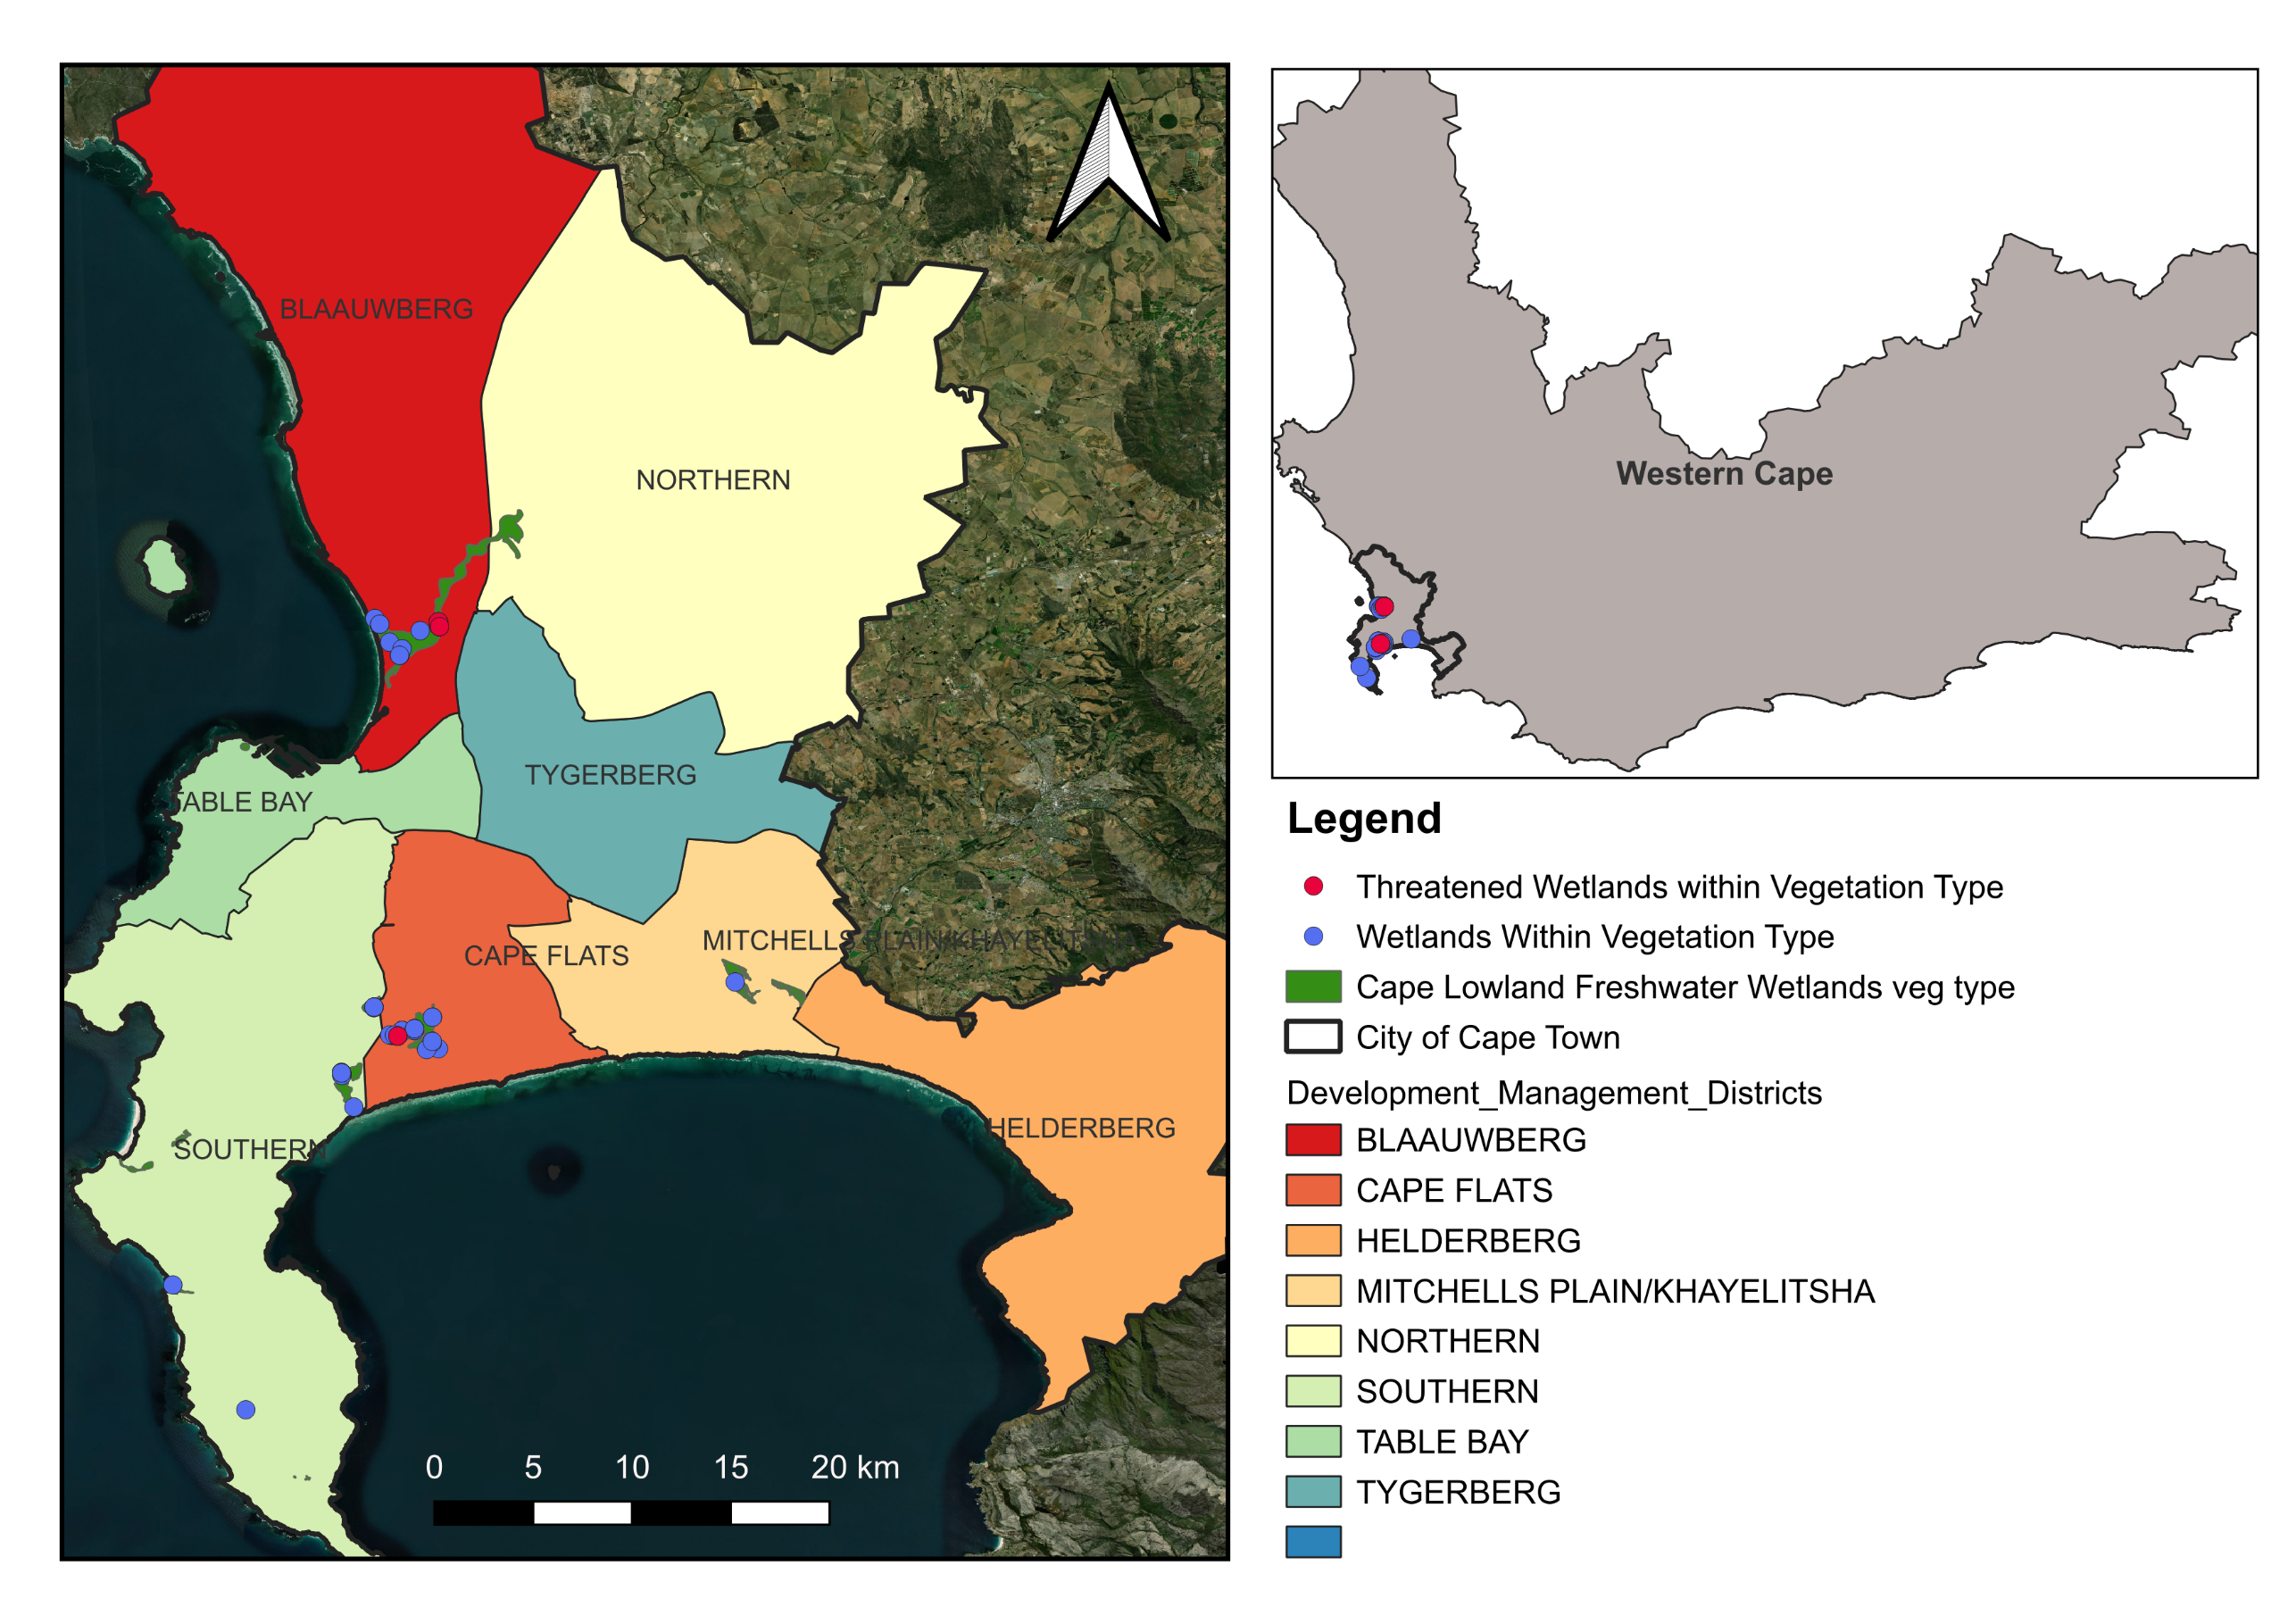 BLAAUWBERG
NORTHERN
TYGERBERG
TABLE BAY
CAPE FLATS
MITCHELLS PLAIN/KHAYELITSHA
SOUTHERN
HELDERBERG
0 5 10 15 20 km
Western Cape
Legend
Threatened Wetlands within Vegetation Type
Wetlands Within Vegetation Type
Cape Lowland Freshwater Wetlands veg type
City of Cape Town
Development_Management_Districts
BLAAUWBERG
CAPE FLATS
HELDERBERG
MITCHELLS PLAIN/KHAYELITSHA
NORTHERN
SOUTHERN
TABLE BAY
TYGERBERG